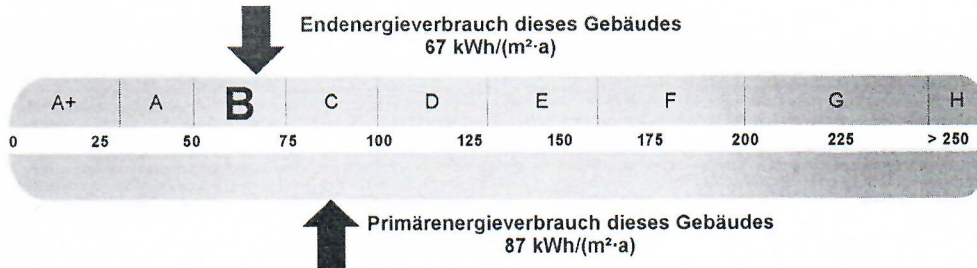 Endenergieverbrauch dieses Gebäudes
67 kWh/(m²·a)
A+ A B C D E F G H
0 25 50 75 100 125 150 175 200 225 > 250
Primärenergieverbrauch dieses Gebäudes
87 kWh/(m²·a)